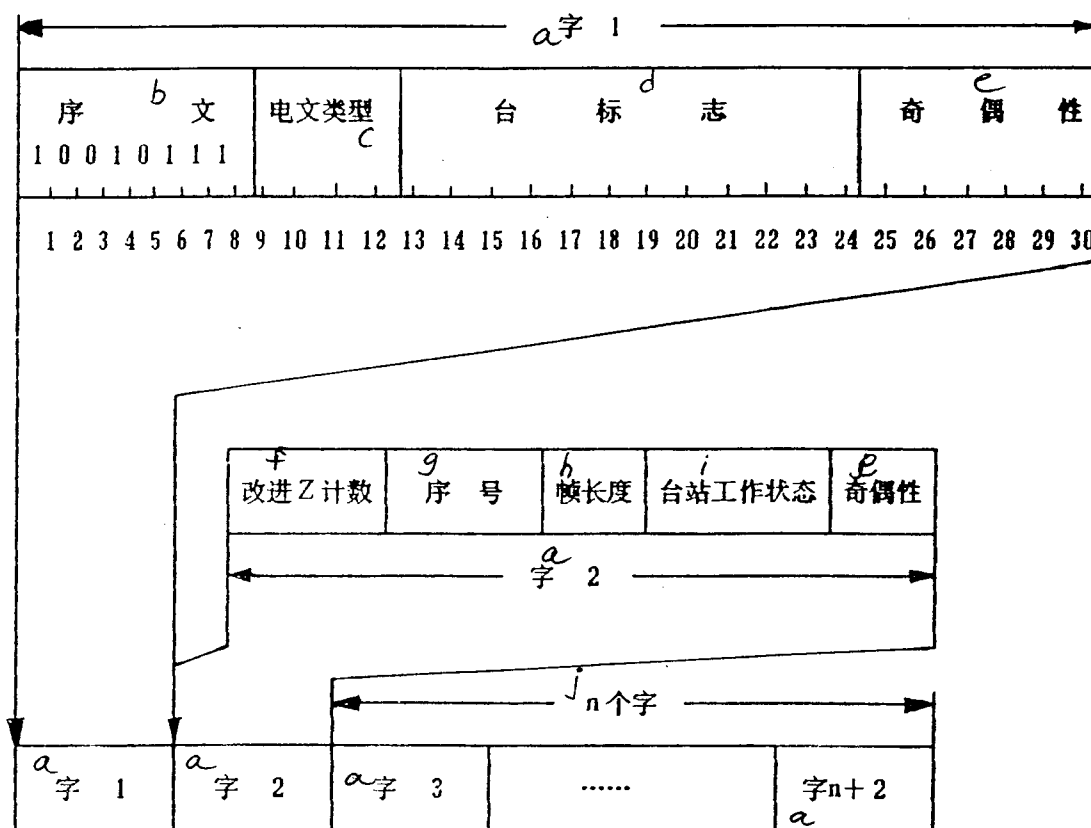 a字 1
序 b 文 电文类型 c 台 标 d 志 奇 偶 e 性
1 0 0 1 0 1 1 1
1 2 3 4 5 6 7 8 9 10 11 12 13 14 15 16 17 18 19 20 21 22 23 24 25 26 27 28 29 30
f g h i e
改进Z计数 序 号 帧长度 台站工作状态 奇偶性
a
字 2
j n个字
a字 1 a字 2 a字 3 …… 字n+2
a